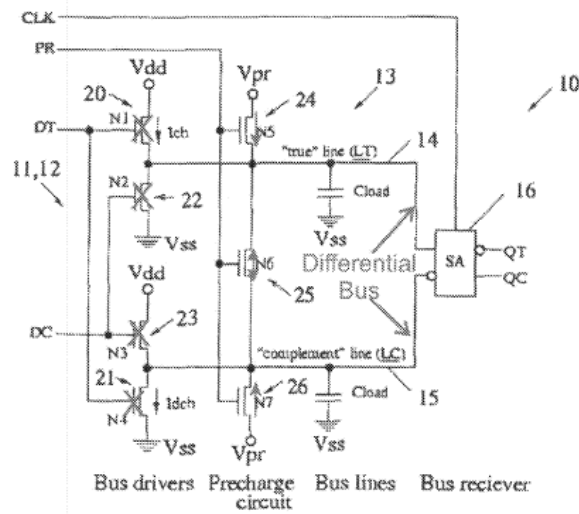 CLK
PR
Vdd
Vpr
13
10
20
24
N1
N5
DT
Ich
"true" line (LT)
14
11,12
N2
22
Cload
16
Vss
Vss
SA
QT
QC
Vdd
N6
25
Differential
Bus
23
DC
N3
"complement" line (LC)
21
26
15
N4
Idch
N7
Cload
Vss
Vpr
Vss
Bus drivers
Precharge
circuit
Bus lines
Bus reciever